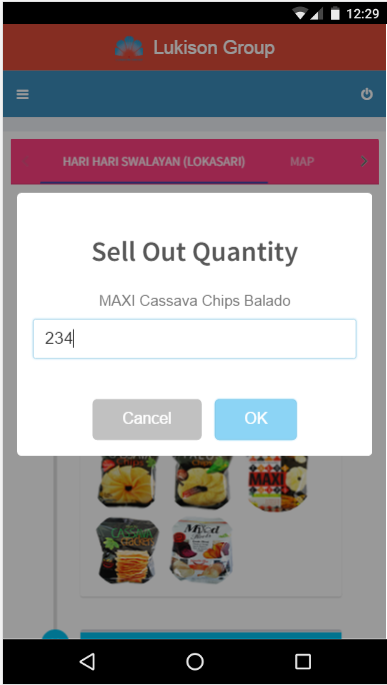 12:29
Lukison Group
HARI HARI SWALAYAN (LOKASARI) MAP
Sell Out Quantity
MAXI Cassava Chips Balado
234
Cancel OK
MAXI